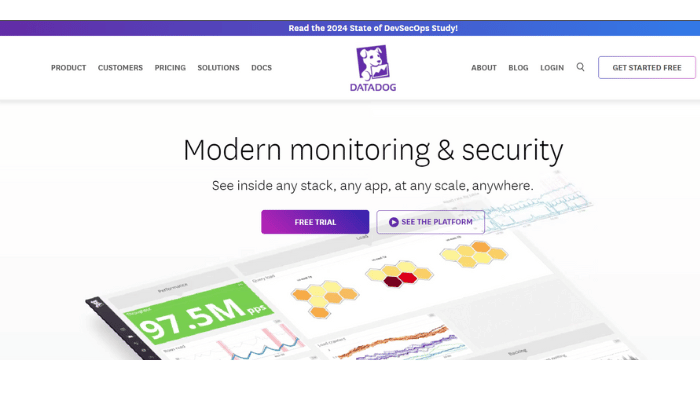 Read the 2024 State of DevSecOps Study!
PRODUCT CUSTOMERS PRICING SOLUTIONS DOCS
DATADOG
ABOUT BLOG LOGIN
GET STARTED FREE
Modern monitoring & security
See inside any stack, any app, at any scale, anywhere.
FREE TRIAL
SEE THE PLATFORM
Performance
97.5M pps